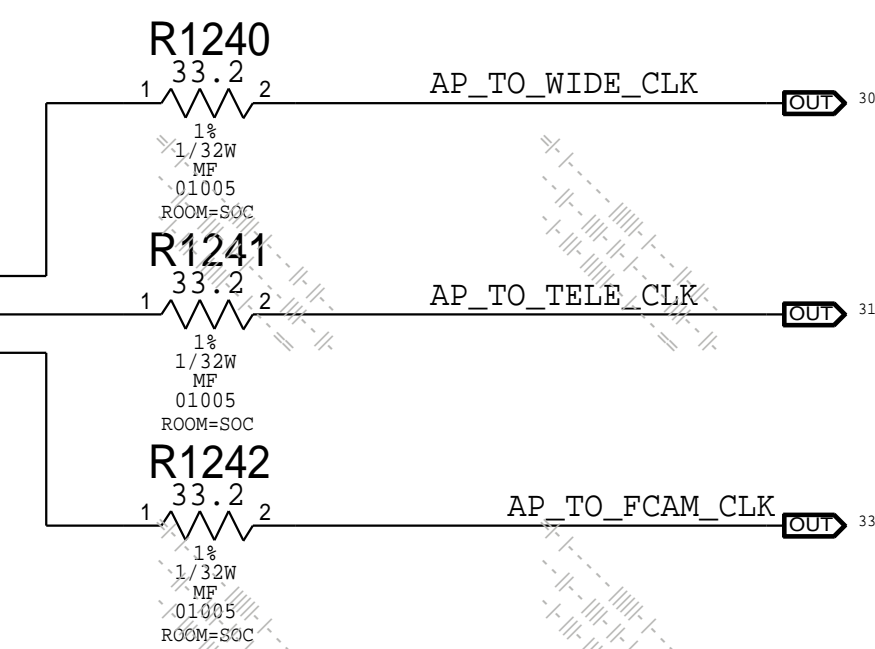 R1240
33.2
1 2
AP_TO_WIDE_CLK
OUT 30
1%
1/32W
MF
01005
ROOM=SOC
R1241
33.2
1 2
AP_TO_TELE_CLK
OUT 31
1%
1/32W
MF
01005
ROOM=SOC
R1242
33.2
1 2
AP_TO_FCAM_CLK
OUT 33
1%
1/32W
MF
01005
ROOM=SOC